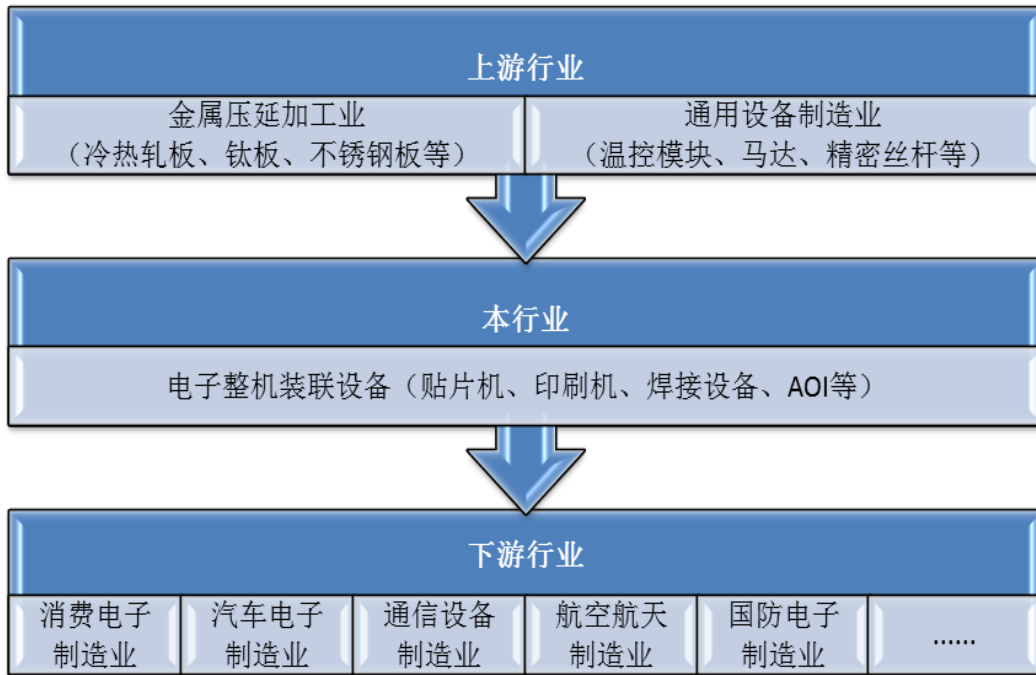 上游行业
金属压延加工业
（冷热轧板、钛板、不锈钢板等）
通用设备制造业
（温控模块、马达、精密丝杆等）
本行业
电子整机装联设备（贴片机、印刷机、焊接设备、AOI等）
下游行业
消费电子
制造业
汽车电子
制造业
通信设备
制造业
航空航天
制造业
国防电子
制造业
……